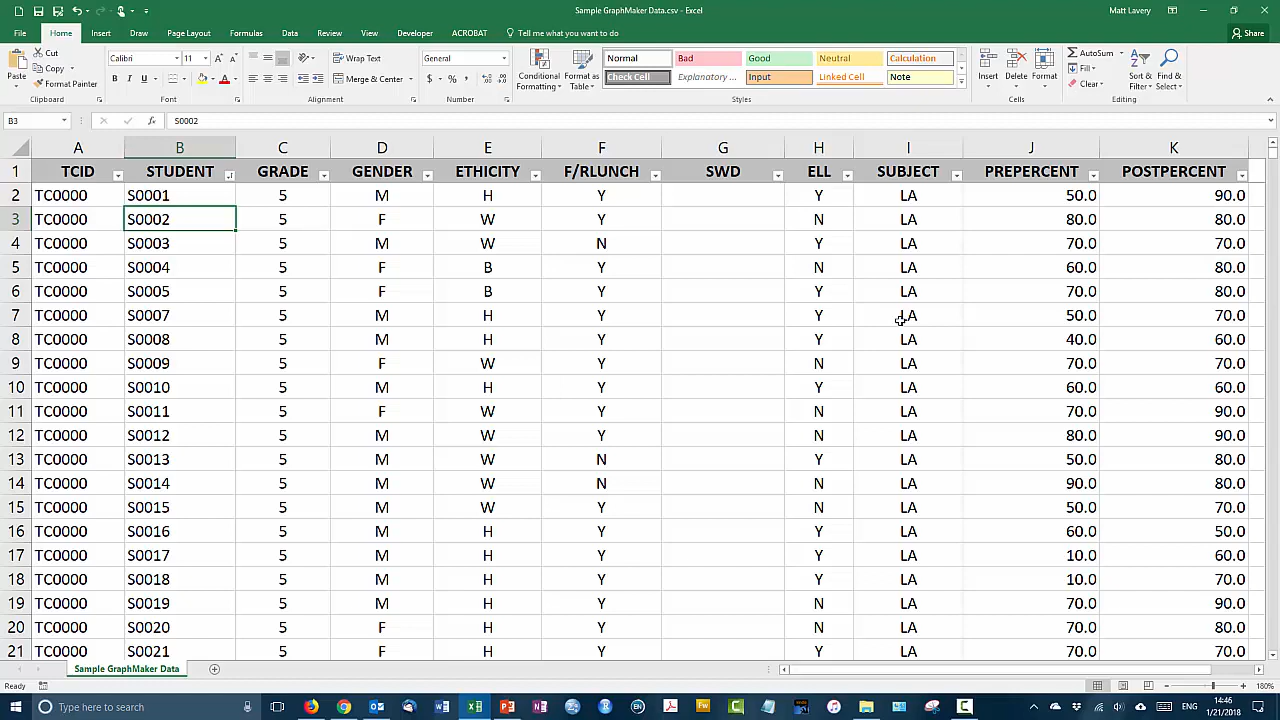 Sample GraphMaker Data.csv - Excel
Matt Lavery
File Home Insert Draw Page Layout Formulas Data Review View Developer ACROBAT Tell me what you want to do Share
Cut
Copy
Format Painter
Paste
Clipboard
Calibri 11
B I U
Font
Wrap Text
Merge & Center
Alignment
General
$ % ,
Number
Conditional Formatting
Format as Table
Normal Bad Good Neutral Calculation
Check Cell Explanatory ... Input Linked Cell Note
Styles
Insert Delete Format
Cells
AutoSum
Fill
Clear
Sort & Filter
Find & Select
Editing
B3 fx S0002
A B C D E F G H I J K
1 TCID STUDENT GRADE GENDER ETHICITY F/RLUNCH SWD ELL SUBJECT PREPERCENT POSTPERCENT
2 TC0000 S0001 5 M H Y Y LA 50.0 90.0
3 TC0000 S0002 5 F W Y N LA 80.0 80.0
4 TC0000 S0003 5 M W N Y LA 70.0 70.0
5 TC0000 S0004 5 F B Y N LA 60.0 80.0
6 TC0000 S0005 5 F B Y Y LA 70.0 80.0
7 TC0000 S0007 5 M H Y Y LA 50.0 70.0
8 TC0000 S0008 5 M H Y Y LA 40.0 60.0
9 TC0000 S0009 5 F W Y N LA 70.0 70.0
10 TC0000 S0010 5 M H Y Y LA 60.0 60.0
11 TC0000 S0011 5 F W Y N LA 70.0 90.0
12 TC0000 S0012 5 M W Y N LA 80.0 90.0
13 TC0000 S0013 5 M W N Y LA 50.0 80.0
14 TC0000 S0014 5 M W N N LA 90.0 80.0
15 TC0000 S0015 5 M W Y N LA 50.0 70.0
16 TC0000 S0016 5 M H Y Y LA 60.0 50.0
17 TC0000 S0017 5 M H Y Y LA 10.0 60.0
18 TC0000 S0018 5 M H Y Y LA 10.0 70.0
19 TC0000 S0019 5 M H Y N LA 70.0 90.0
20 TC0000 S0020 5 F H Y N LA 70.0 80.0
21 TC0000 S0021 5 F H Y Y LA 70.0 70.0
Sample GraphMaker Data
Ready 180%
Type here to search
14:46
1/21/2018